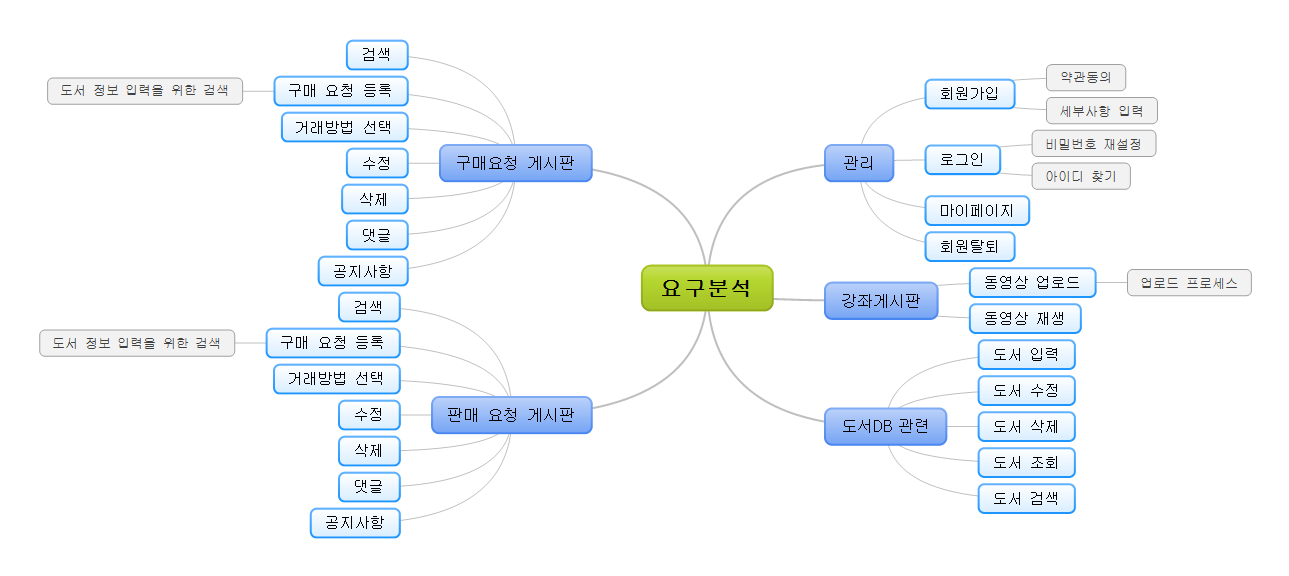 요구분석
구매요청 게시판
검색
구매 요청 등록
도서 정보 입력을 위한 검색
거래방법 선택
수정
삭제
댓글
공지사항
판매 요청 게시판
검색
구매 요청 등록
도서 정보 입력을 위한 검색
거래방법 선택
수정
삭제
댓글
공지사항
관리
회원가입
약관동의
세부사항 입력
로그인
비밀번호 재설정
아이디 찾기
마이페이지
회원탈퇴
강좌게시판
동영상 업로드
업로드 프로세스
동영상 재생
도서DB 관련
도서 입력
도서 수정
도서 삭제
도서 조회
도서 검색